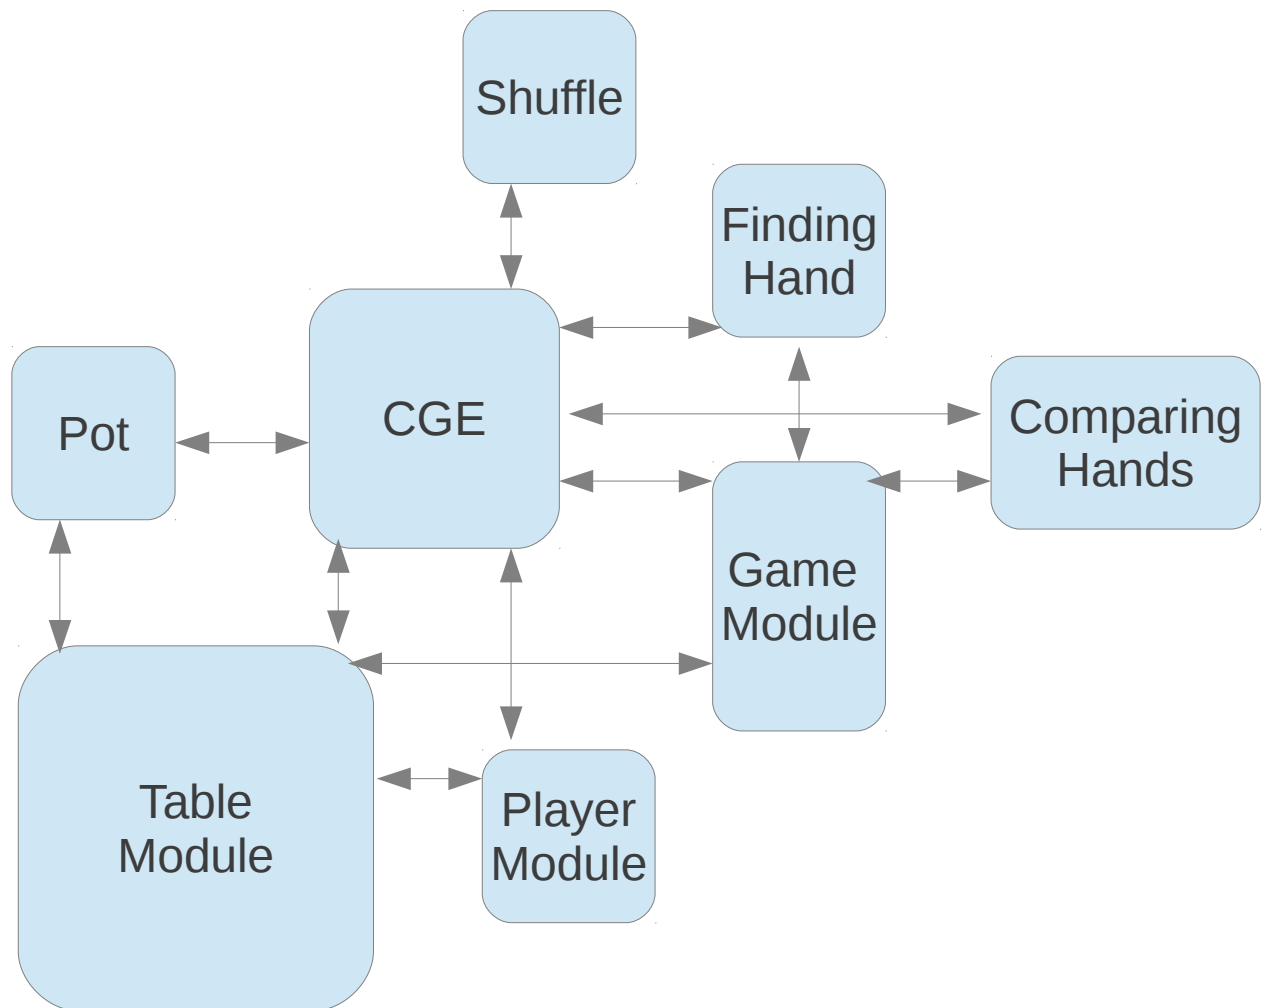 Shuffle
Finding
Hand
CGE
Pot
Comparing
Hands
Game
Module
Table
Module
Player
Module